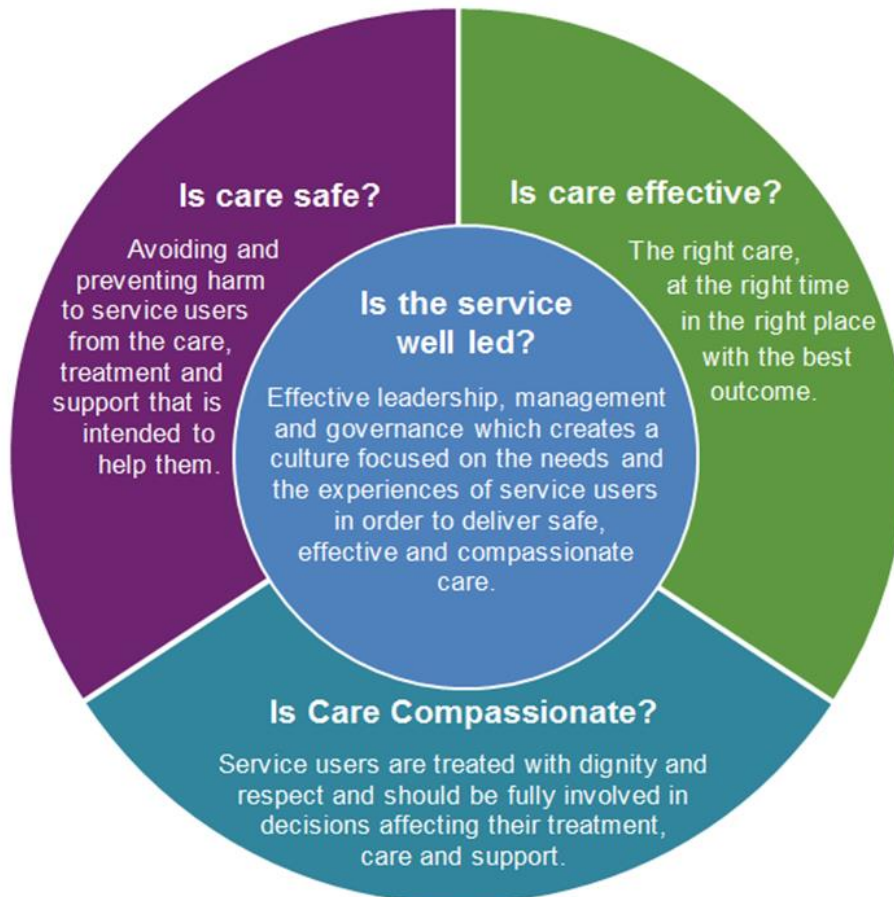 Is care safe?
Avoiding and
preventing harm
to service users
from the care,
treatment and
support that is
intended to
help them.
Is care effective?
The right care,
at the right time
in the right place
with the best
outcome.
Is the service
well led?
Effective leadership, management
and governance which creates a
culture focused on the needs and
the experiences of service users
in order to deliver safe,
effective and compassionate
care.
Is Care Compassionate?
Service users are treated with dignity and
respect and should be fully involved in
decisions affecting their treatment,
care and support.